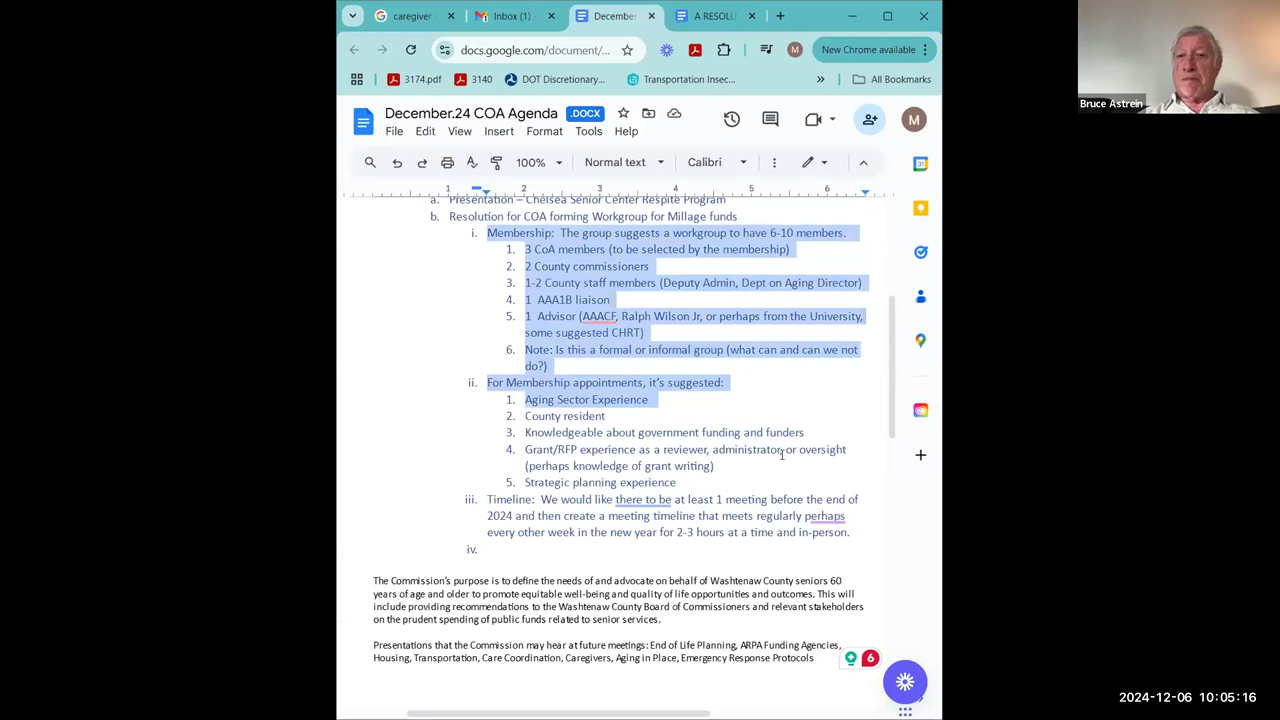 caregiver
Inbox (1)
December
A RESOLU
docs.google.com/document/...
M
New Chrome available
3174.pdf
3140
DOT Discretionary...
Transportation Insec...
»
All Bookmarks
December.24 COA Agenda
.DOCX
File Edit View Insert Format Tools Help
M
100% Normal text Calibri
1 2 3 4 5 6
a. Presentation – Chelsea Senior Center Respite Program
b. Resolution for COA forming Workgroup for Millage funds
i. Membership: The group suggests a workgroup to have 6-10 members.
1. 3 CoA members (to be selected by the membership)
2. 2 County commissioners
3. 1-2 County staff members (Deputy Admin, Dept on Aging Director)
4. 1 AAA1B liaison
5. 1 Advisor (AAACF, Ralph Wilson Jr, or perhaps from the University,
some suggested CHRT)
6. Note: Is this a formal or informal group (what can and can we not
do?)
ii. For Membership appointments, it’s suggested:
1. Aging Sector Experience
2. County resident
3. Knowledgeable about government funding and funders
4. Grant/RFP experience as a reviewer, administrator, or oversight
(perhaps knowledge of grant writing)
5. Strategic planning experience
iii. Timeline: We would like there to be at least 1 meeting before the end of
2024 and then create a meeting timeline that meets regularly perhaps
every other week in the new year for 2-3 hours at a time and in-person.
iv.
The Commission’s purpose is to define the needs of and advocate on behalf of Washtenaw County seniors 60
years of age and older to promote equitable well-being and quality of life opportunities and outcomes. This will
include providing recommendations to the Washtenaw County Board of Commissioners and relevant stakeholders
on the prudent spending of public funds related to senior services.
Presentations that the Commission may hear at future meetings: End of Life Planning, ARPA Funding Agencies,
Housing, Transportation, Care Coordination, Caregivers, Aging in Place, Emergency Response Protocols
6
Bruce Astrein
2024-12-06 10:05:16